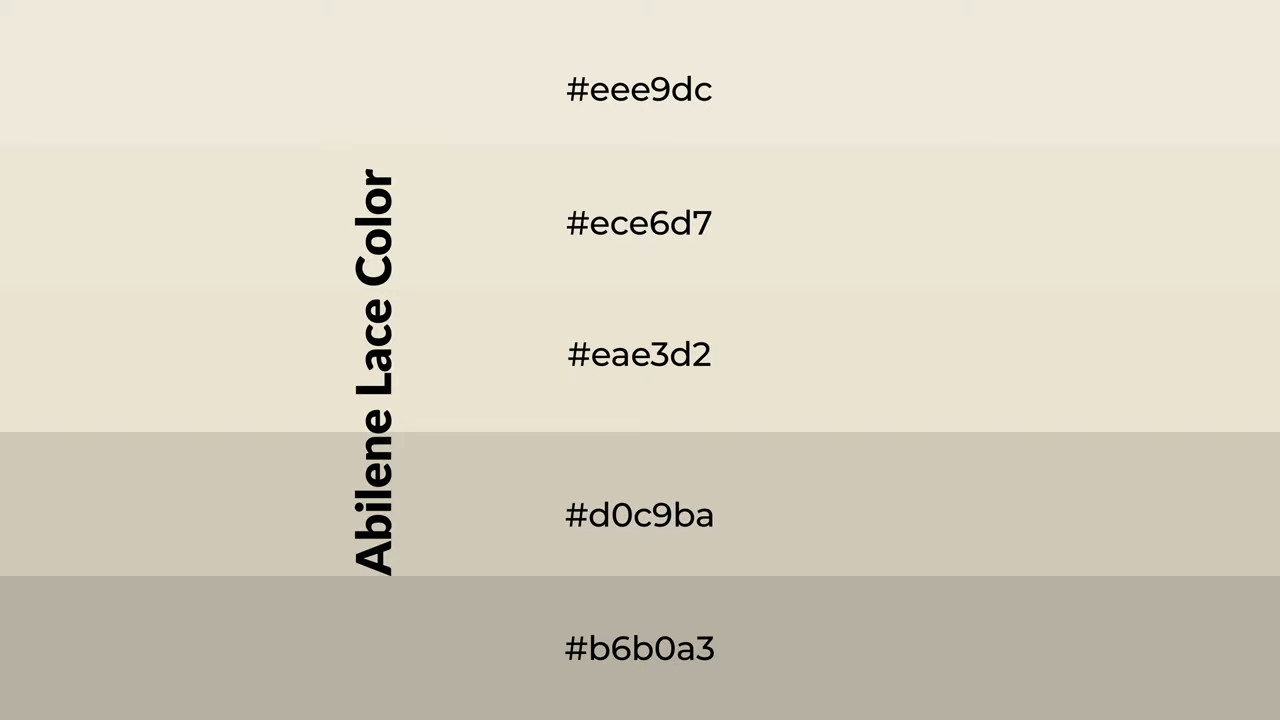 Abilene Lace Color
#eee9dc
#ece6d7
#eae3d2
#d0c9ba
#b6b0a3